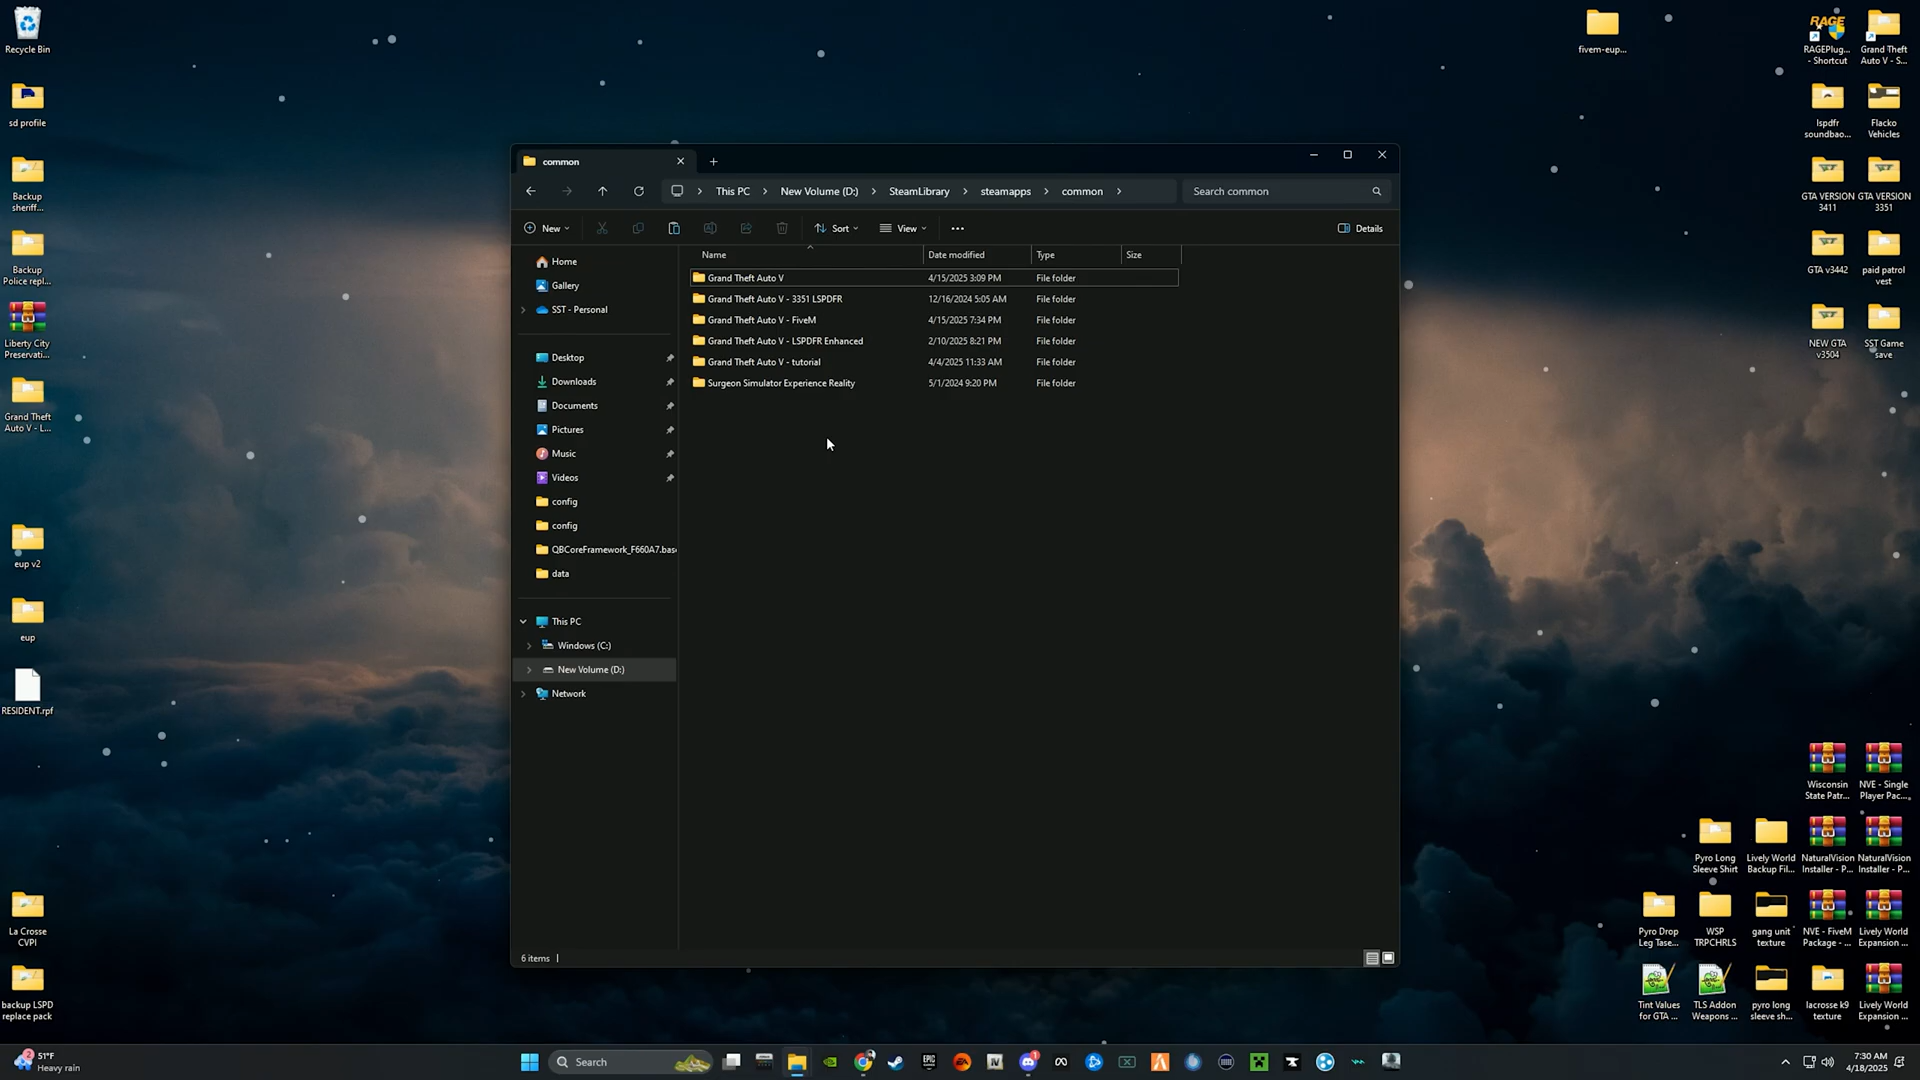 Recycle Bin
sd profile
Backup
sheriff...
Backup
Police repl...
Liberty City
Preservati...
Grand Theft
Auto V - L...
eup v2
eup
RESIDENT.rpf
La Crosse
CVPI
backup LSPD
replace pack
common
This PC
New Volume (D:)
SteamLibrary
steamapps
common
Search common
New
Sort
View
Details
Home
Gallery
SST - Personal
Desktop
Downloads
Documents
Pictures
Music
Videos
config
config
QBCoreFramework_F660A7.bas
data
This PC
Windows (C:)
New Volume (D:)
Network
Name Date modified Type Size
Grand Theft Auto V 4/15/2025 3:09 PM File folder
Grand Theft Auto V - 3351 LSPDFR 12/16/2024 5:05 AM File folder
Grand Theft Auto V - FiveM 4/15/2025 7:34 PM File folder
Grand Theft Auto V - LSPDFR Enhanced 2/10/2025 8:21 PM File folder
Grand Theft Auto V - tutorial 4/4/2025 11:33 AM File folder
Surgeon Simulator Experience Reality 5/1/2024 9:20 PM File folder
6 items
fivem-eup...
RAGE
RAGEPlug...
- Shortcut
Grand Theft
Auto V - S...
lspdfr
soundbao...
Flacko
Vehicles
GTA VERSION
3411
GTA VERSION
3351
GTA v3442
paid patrol
vest
NEW GTA
v3504
SST Game
save
Wisconsin
State Patr...
NVE - Single
Player Pac...
Pyro Long
Sleeve Shirt
Lively World
Backup Fil...
NaturalVision
Installer - P...
NaturalVision
Installer - P...
Pyro Drop
Leg Tase...
WSP
TRPCHRLS
gang unit
texture
NVE - FiveM
Package - ...
Lively World
Expansion ...
Tint Values
for GTA ...
TLS Addon
Weapons ...
pyro long
sleeve sh...
lacrosse k9
texture
Lively World
Expansion ...
51°F
Heavy rain
Search
7:30 AM
4/18/2025